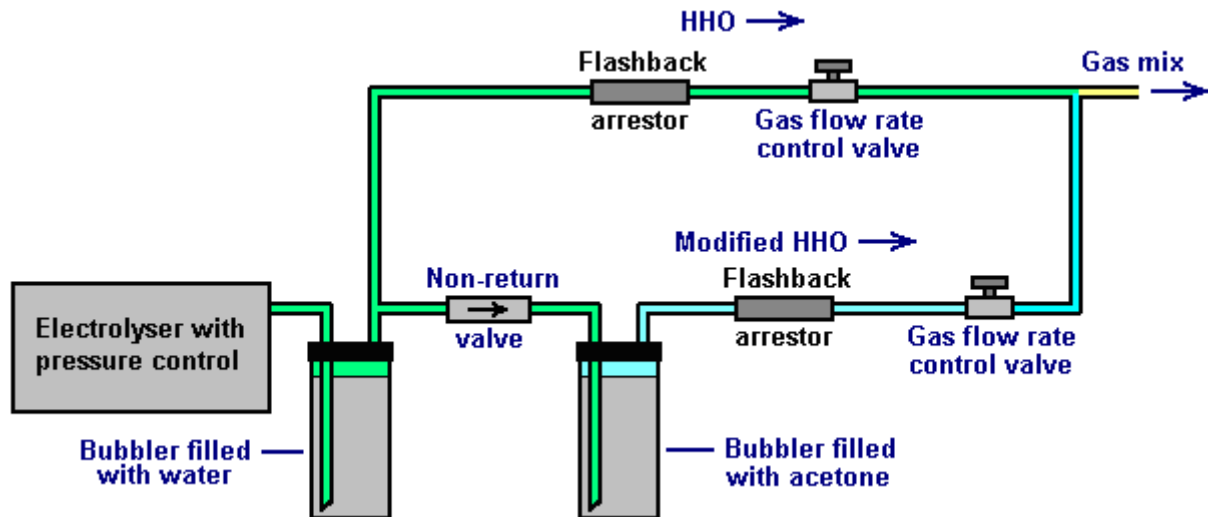 HHO
Flashback
arrestor
Gas flow rate
control valve
Gas mix
Modified HHO
Flashback
arrestor
Gas flow rate
control valve
Non-return
valve
Electrolyser with
pressure control
Bubbler filled
with water
Bubbler filled
with acetone